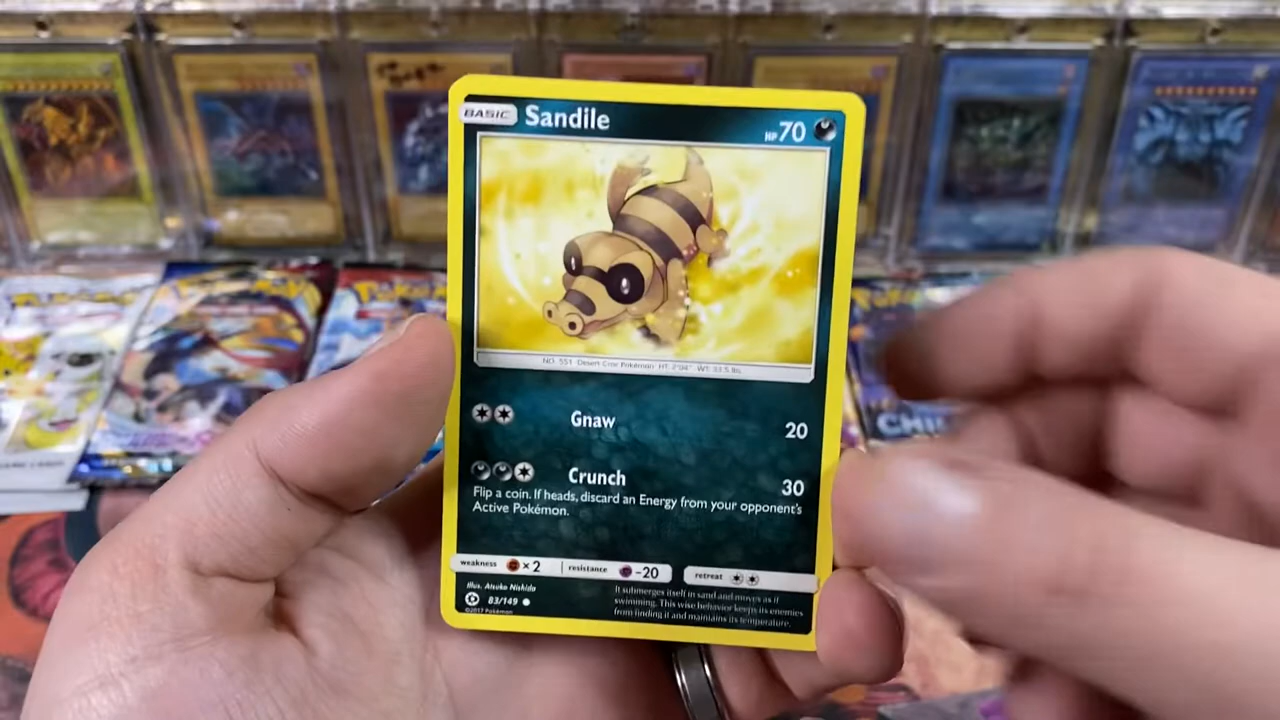 BASIC Sandile HP 70
NO. 551 Desert Croc Pokémon HT: 2'04" WT: 33.5 lbs.
Gnaw 20
Crunch 30
Flip a coin. If heads, discard an Energy from your opponent's
Active Pokémon.
weakness ×2 resistance -20 retreat
Illus. Atsuko Nishida
83/149
©2017 Pokémon
It submerges itself in sand and moves as if
swimming. This wise behavior keeps its enemies
from finding it and maintains its temperature.